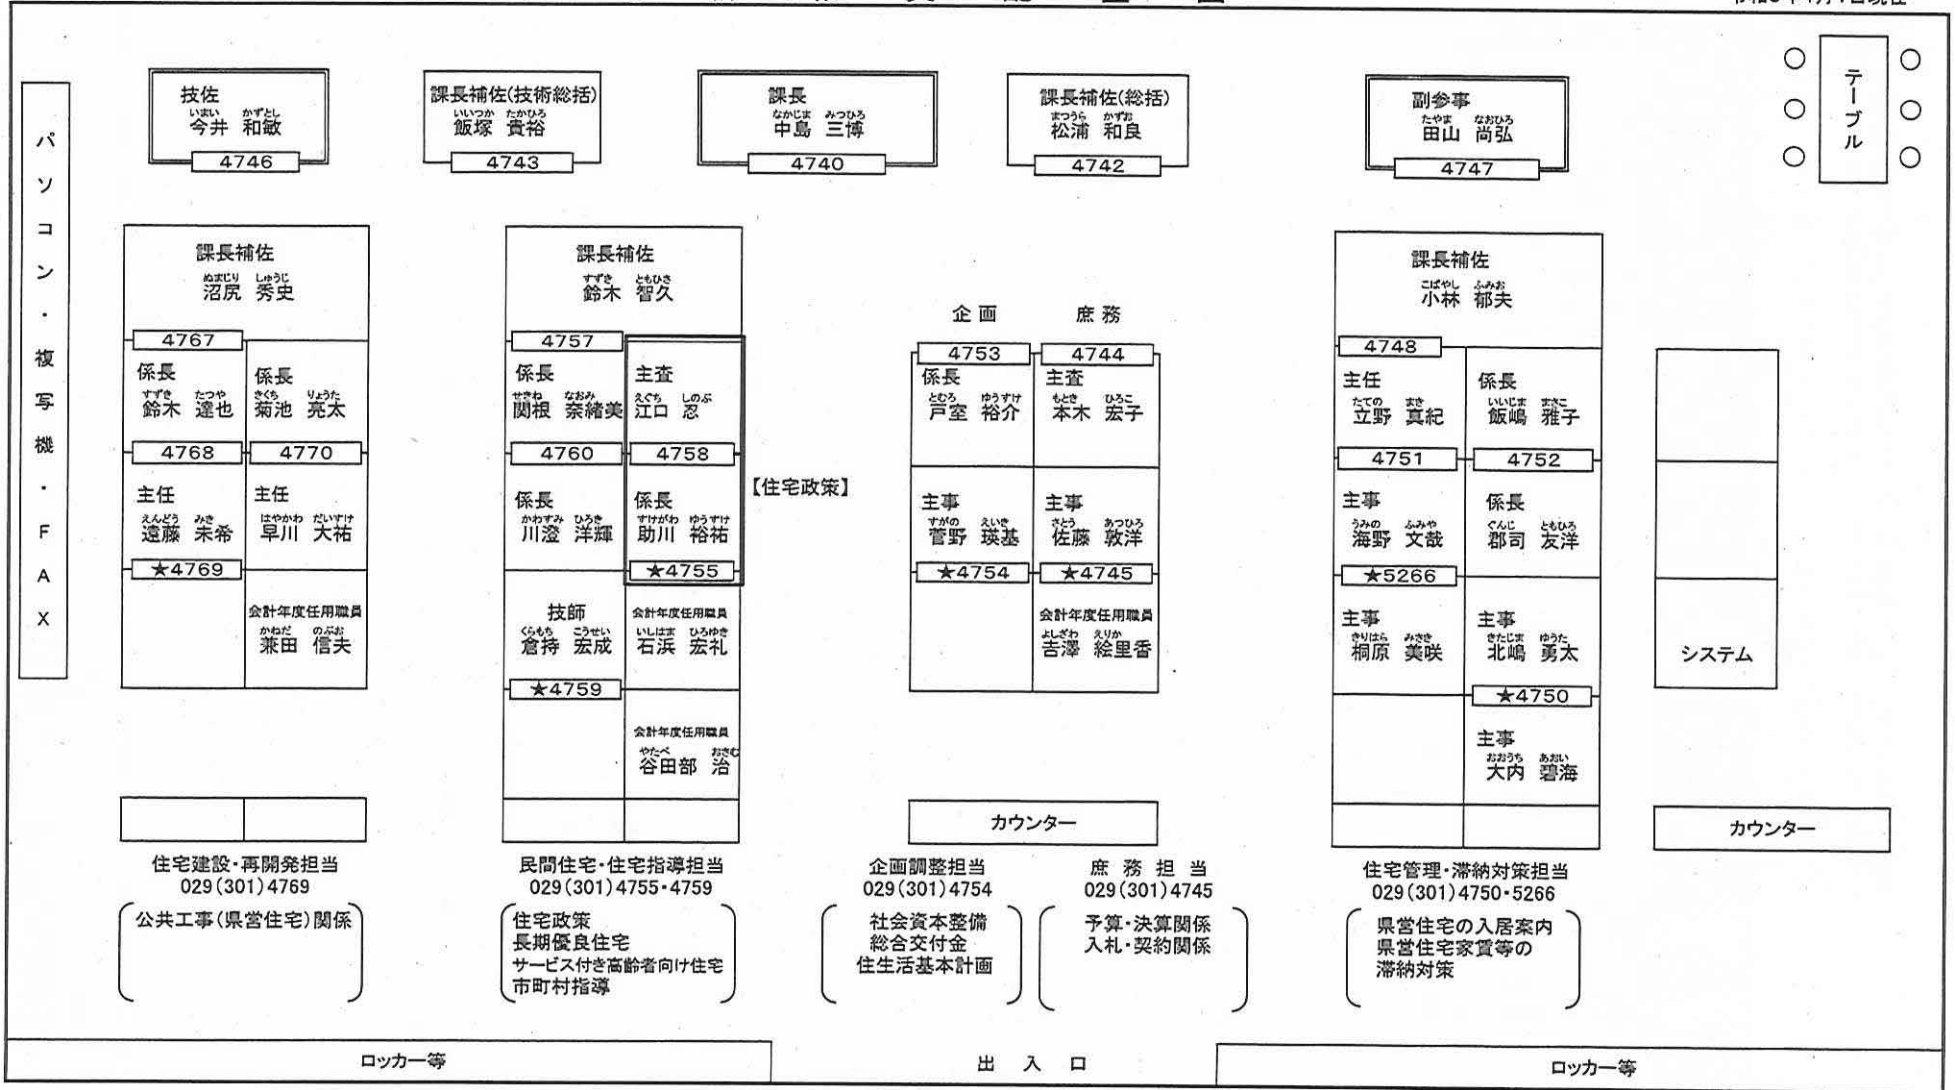 パソコン・複写機・FAX
技佐
いまい かずとし
今井 和敏
4746
課長補佐(技術総括)
いいつか たかひろ
飯塚 貴裕
4743
課長
なかじま みつひろ
中島 三博
4740
課長補佐(総括)
まつうら かずお
松浦 和良
4742
副参事
たやま なおひろ
田山 尚弘
4747
テーブル
課長補佐
ぬまじり しゅうじ
沼尻 秀史
4767
係長
すずき たつや
鈴木 達也
4768
係長
きくち りょうた
菊池 亮太
4770
主任
えんどう みき
遠藤 未希
★4769
主任
はやかわ だいすけ
早川 大祐
会計年度任用職員
かねだ のぶお
兼田 信夫
住宅建設・再開発担当
029(301)4769
公共工事(県営住宅)関係
課長補佐
すずき ともひさ
鈴木 智久
4757
係長
せきね なおみ
関根 奈緒美
4760
主査
えぐち しのぶ
江口 忍
4758
係長
かわすみ ひろき
川澄 洋輝
係長
すけがわ ゆうすけ
助川 裕祐
★4755
【住宅政策】
技師
くらもち こうせい
倉持 宏成
★4759
会計年度任用職員
いしはま ひろゆき
石浜 宏礼
会計年度任用職員
やたべ おさむ
谷田部 治
民間住宅・住宅指導担当
029(301)4755・4759
住宅政策
長期優良住宅
サービス付き高齢者向け住宅
市町村指導
企画
4753
係長
とむろ ゆうすけ
戸室 裕介
庶務
4744
主査
もとき ひろこ
本木 宏子
主事
すがの えいき
菅野 瑛基
★4754
主事
さとう あつひろ
佐藤 敦洋
★4745
会計年度任用職員
よしざわ えりか
吉澤 絵里香
カウンター
企画調整担当
029(301)4754
社会資本整備
総合交付金
住生活基本計画
庶務担当
029(301)4745
予算・決算関係
入札・契約関係
課長補佐
こばやし ふみお
小林 郁夫
4748
主任
たての まき
立野 真紀
4751
係長
いいじま まさこ
飯嶋 雅子
4752
主事
うみの ふみや
海野 文哉
★5266
係長
ぐんじ ともひろ
郡司 友洋
主事
きりはら みさき
桐原 美咲
主事
きたじま ゆうた
北嶋 勇太
★4750
主事
おおうち あおい
大内 碧海
住宅管理・滞納対策担当
029(301)4750・5266
県営住宅の入居案内
県営住宅家賃等の
滞納対策
システム
カウンター
ロッカー等
出入口
ロッカー等